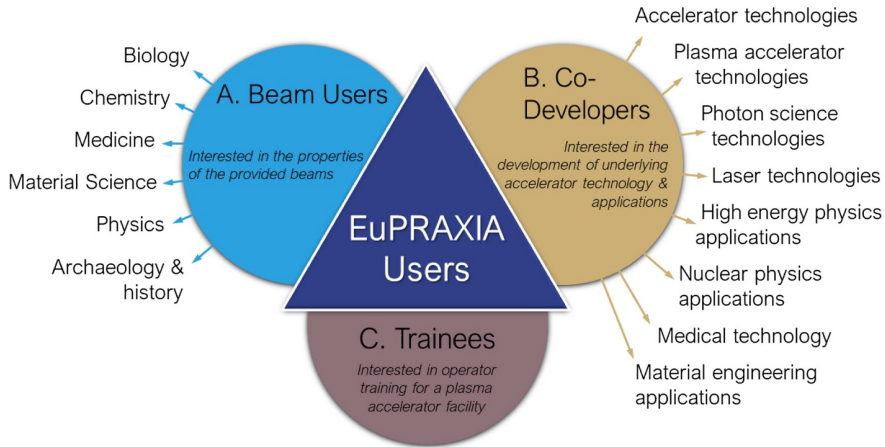 Biology
Chemistry
Medicine
Material Science
Physics
Archaeology &
history
A. Beam Users
Interested in the properties
of the provided beams
EuPRAXIA
Users
B. Co-
Developers
Interested in the
development of underlying
accelerator technology &
applications
Accelerator technologies
Plasma accelerator
technologies
Photon science
technologies
Laser technologies
High energy physics
applications
Nuclear physics
applications
Medical technology
Material engineering
applications
C. Trainees
Interested in operator
training for a plasma
accelerator facility